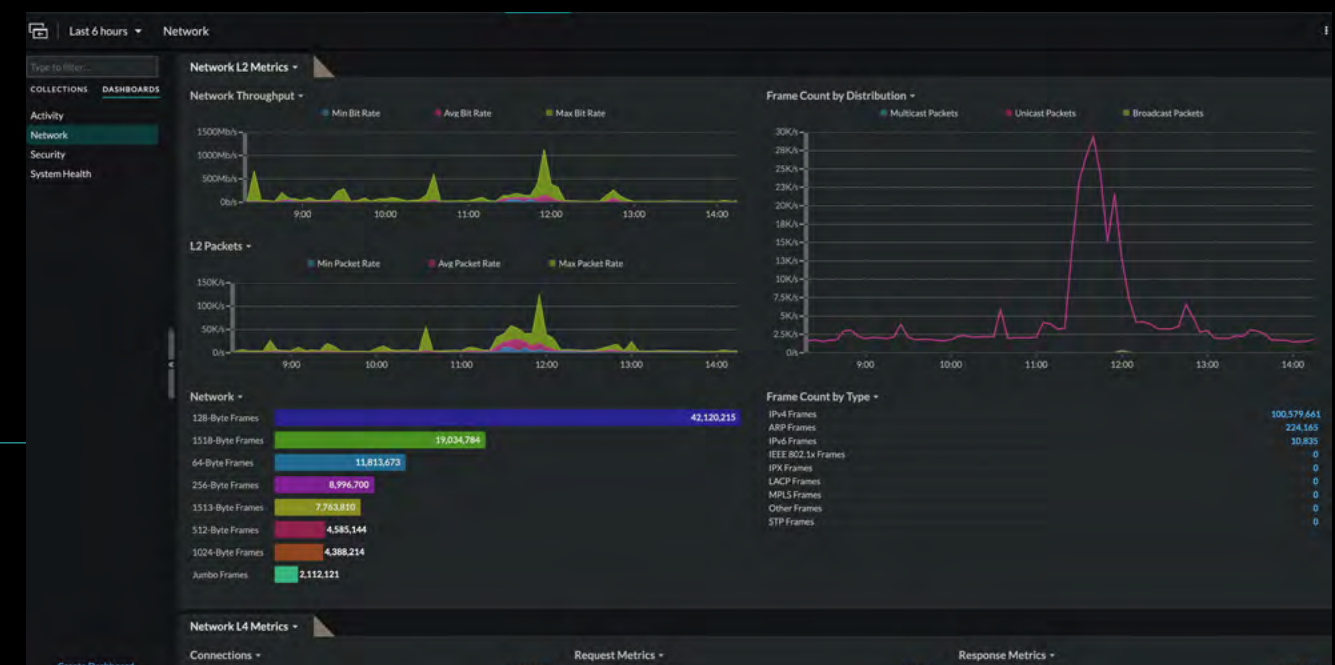 Last 6 hours Network
Type to filter...
COLLECTIONS DASHBOARDS
Activity
Network
Security
System Health
Network L2 Metrics
Network Throughput
Min Bit Rate Avg Bit Rate Max Bit Rate
1500Mb/s
1000Mb/s
500Mb/s
0b/s
9:00 10:00 11:00 12:00 13:00 14:00
L2 Packets
Min Packet Rate Avg Packet Rate Max Packet Rate
150K/s
100K/s
50K/s
0/s
9:00 10:00 11:00 12:00 13:00 14:00
Network
128-Byte Frames 42,120,215
1518-Byte Frames 19,034,784
64-Byte Frames 11,813,673
256-Byte Frames 8,996,700
1513-Byte Frames 7,763,810
512-Byte Frames 4,585,144
1024-Byte Frames 4,388,214
Jumbo Frames 2,112,121
Frame Count by Distribution
Multicast Packets Unicast Packets Broadcast Packets
30K/s
28K/s
25K/s
23K/s
20K/s
18K/s
15K/s
13K/s
10K/s
7.5K/s
5K/s
2.5K/s
0/s
9:00 10:00 11:00 12:00 13:00 14:00
Frame Count by Type
IPv4 Frames 100,579,661
ARP Frames 224,165
IPv6 Frames 10,835
IEEE 802.1x Frames 0
IPX Frames 0
LACP Frames 0
MPLS Frames 0
Other Frames 0
STP Frames 0
Network L4 Metrics
Connections Request Metrics Response Metrics